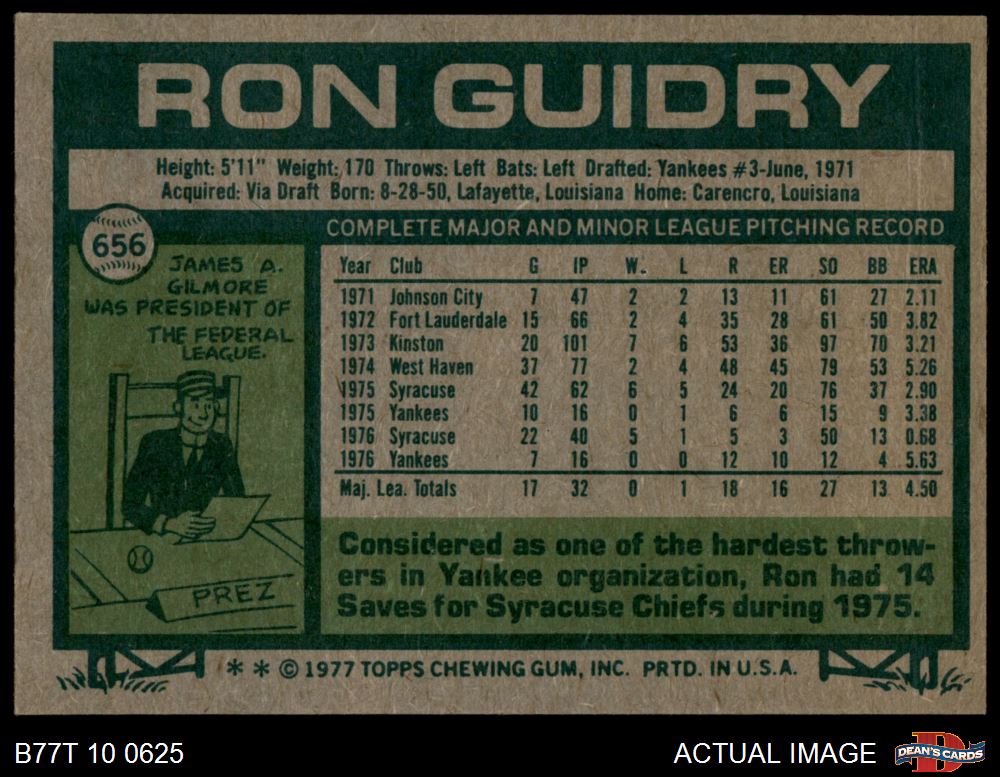 RON GUIDRY
Height: 5'11" Weight: 170 Throws: Left Bats: Left Drafted: Yankees #3-June, 1971
Acquired: Via Draft Born: 8-28-50, Lafayette, Louisiana Home: Carencro, Louisiana
656
JAMES A.
GILMORE
WAS PRESIDENT OF
THE FEDERAL
LEAGUE.
PREZ
COMPLETE MAJOR AND MINOR LEAGUE PITCHING RECORD
Year Club G IP W. L R ER SO BB ERA
1971 Johnson City 7 47 2 2 13 11 61 27 2.11
1972 Fort Lauderdale 15 66 2 4 35 28 61 50 3.82
1973 Kinston 20 101 7 6 53 36 97 70 3.21
1974 West Haven 37 77 2 4 48 45 79 53 5.26
1975 Syracuse 42 62 6 5 24 20 76 37 2.90
1975 Yankees 10 16 0 1 6 6 15 9 3.38
1976 Syracuse 22 40 5 1 5 3 50 13 0.68
1976 Yankees 7 16 0 0 12 10 12 4 5.63
Maj. Lea. Totals 17 32 0 1 18 16 27 13 4.50
Considered as one of the hardest throw-
ers in Yankee organization, Ron had 14
Saves for Syracuse Chiefs during 1975.
* * © 1977 TOPPS CHEWING GUM, INC. PRTD. IN U.S.A.
B77T 10 0625
ACTUAL IMAGE
D
DEAN'S CARDS